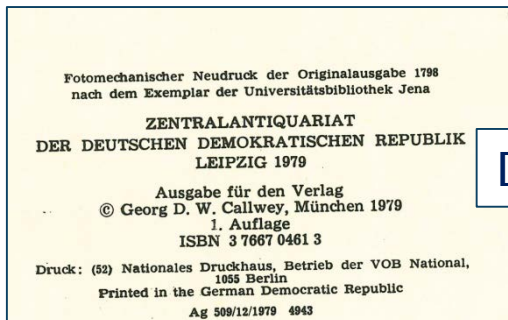 Fotomechanischer Neudruck der Originalausgabe 1798
nach dem Exemplar der Universitätsbibliothek Jena
ZENTRALANTIQUARIAT
DER DEUTSCHEN DEMOKRATISCHEN REPUBLIK
LEIPZIG 1979
Ausgabe für den Verlag
© Georg D. W. Callwey, München 1979
1. Auflage
ISBN 3 7667 0461 3
Druck: (52) Nationales Druckhaus, Betrieb der VOB National,
1055 Berlin
Printed in the German Democratic Republic
Ag 509/12/1979 4943